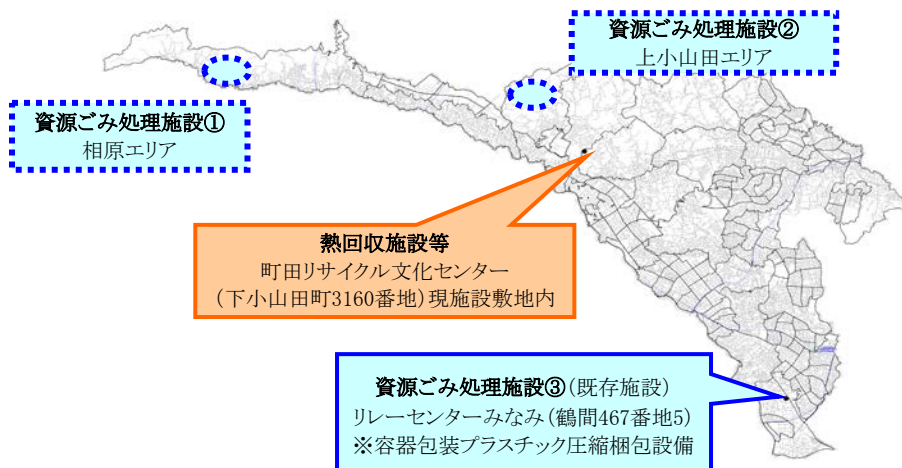 資源ごみ処理施設②
上小山田エリア
資源ごみ処理施設①
相原エリア
熱回収施設等
町田リサイクル文化センター
（下小山田町3160番地）現施設敷地内
資源ごみ処理施設③（既存施設）
リレーセンターみなみ（鶴間467番地5）
※容器包装プラスチック圧縮梱包設備